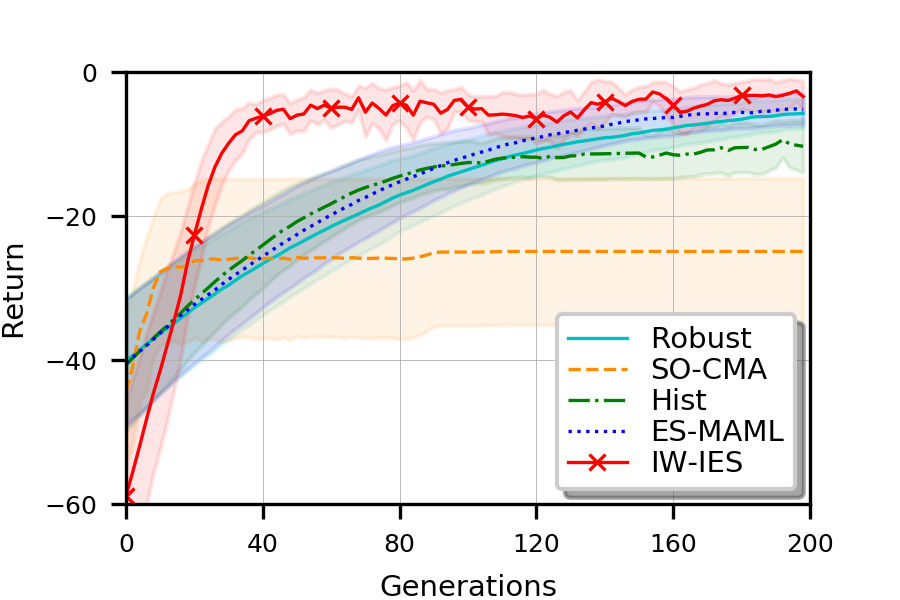 0
−20
−40
−60
Return
0 40 80 120 160 200
Generations
Robust
SO-CMA
Hist
ES-MAML
IW-IES